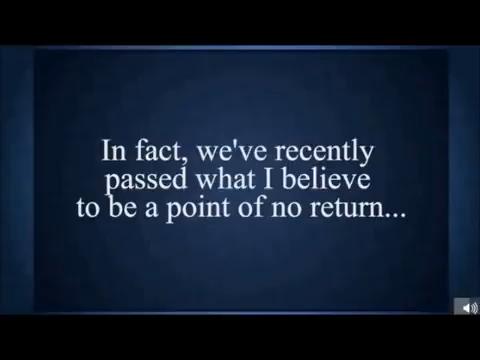 In fact, we've recently
passed what I believe
to be a point of no return...